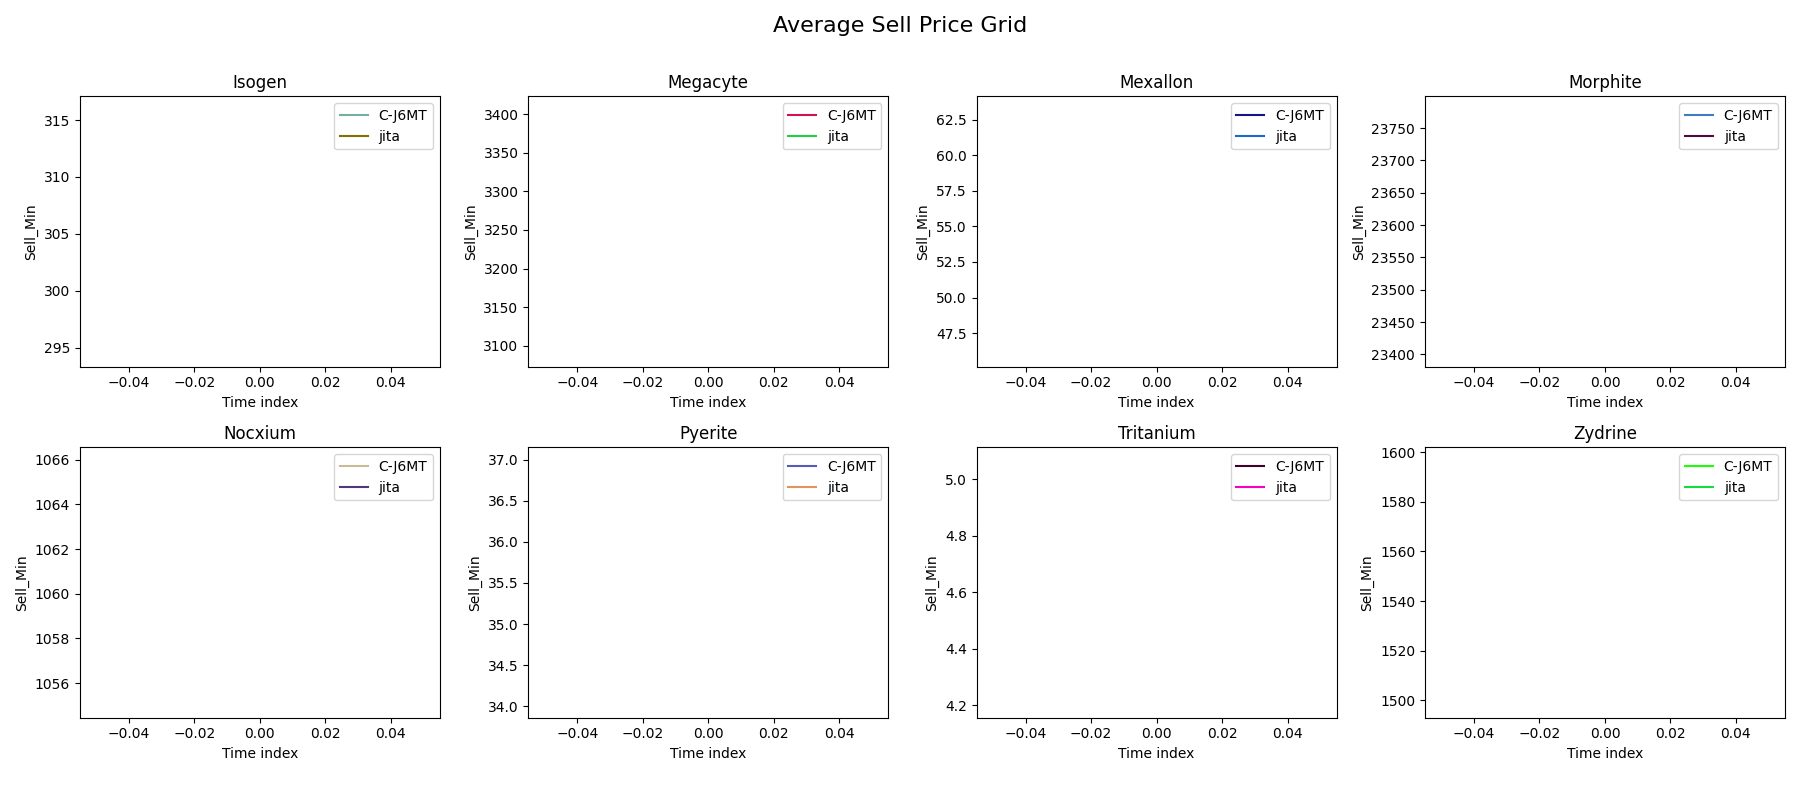 Average Sell Price Grid
Isogen
Megacyte
Mexallon
Morphite
C-J6MT
jita
C-J6MT
jita
C-J6MT
jita
C-J6MT
jita
Sell_Min
315
310
305
300
295
−0.04 −0.02 0.00 0.02 0.04
Time index
Sell_Min
3400
3350
3300
3250
3200
3150
3100
−0.04 −0.02 0.00 0.02 0.04
Time index
Sell_Min
62.5
60.0
57.5
55.0
52.5
50.0
47.5
−0.04 −0.02 0.00 0.02 0.04
Time index
Sell_Min
23750
23700
23650
23600
23550
23500
23450
23400
−0.04 −0.02 0.00 0.02 0.04
Time index
Nocxium
Pyerite
Tritanium
Zydrine
C-J6MT
jita
C-J6MT
jita
C-J6MT
jita
C-J6MT
jita
Sell_Min
1066
1064
1062
1060
1058
1056
−0.04 −0.02 0.00 0.02 0.04
Time index
Sell_Min
37.0
36.5
36.0
35.5
35.0
34.5
34.0
−0.04 −0.02 0.00 0.02 0.04
Time index
Sell_Min
5.0
4.8
4.6
4.4
4.2
−0.04 −0.02 0.00 0.02 0.04
Time index
Sell_Min
1600
1580
1560
1540
1520
1500
−0.04 −0.02 0.00 0.02 0.04
Time index